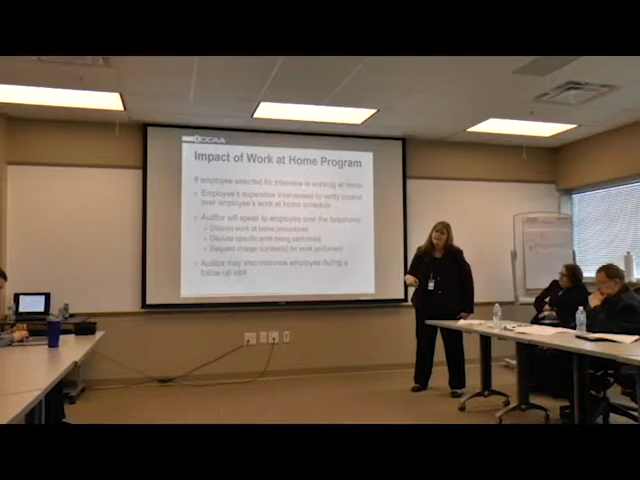 Impact of Work at Home Program
If employee selected for interview is working at home:
Employee's supervisor interviewed to verify control
over employee's work at home schedule
Auditor will speak to employee over the telephone:
Discuss work at home procedures
Discuss specific work being performed
Request charge number(s) for work performed
Auditor may also interview employee during a
follow-up visit